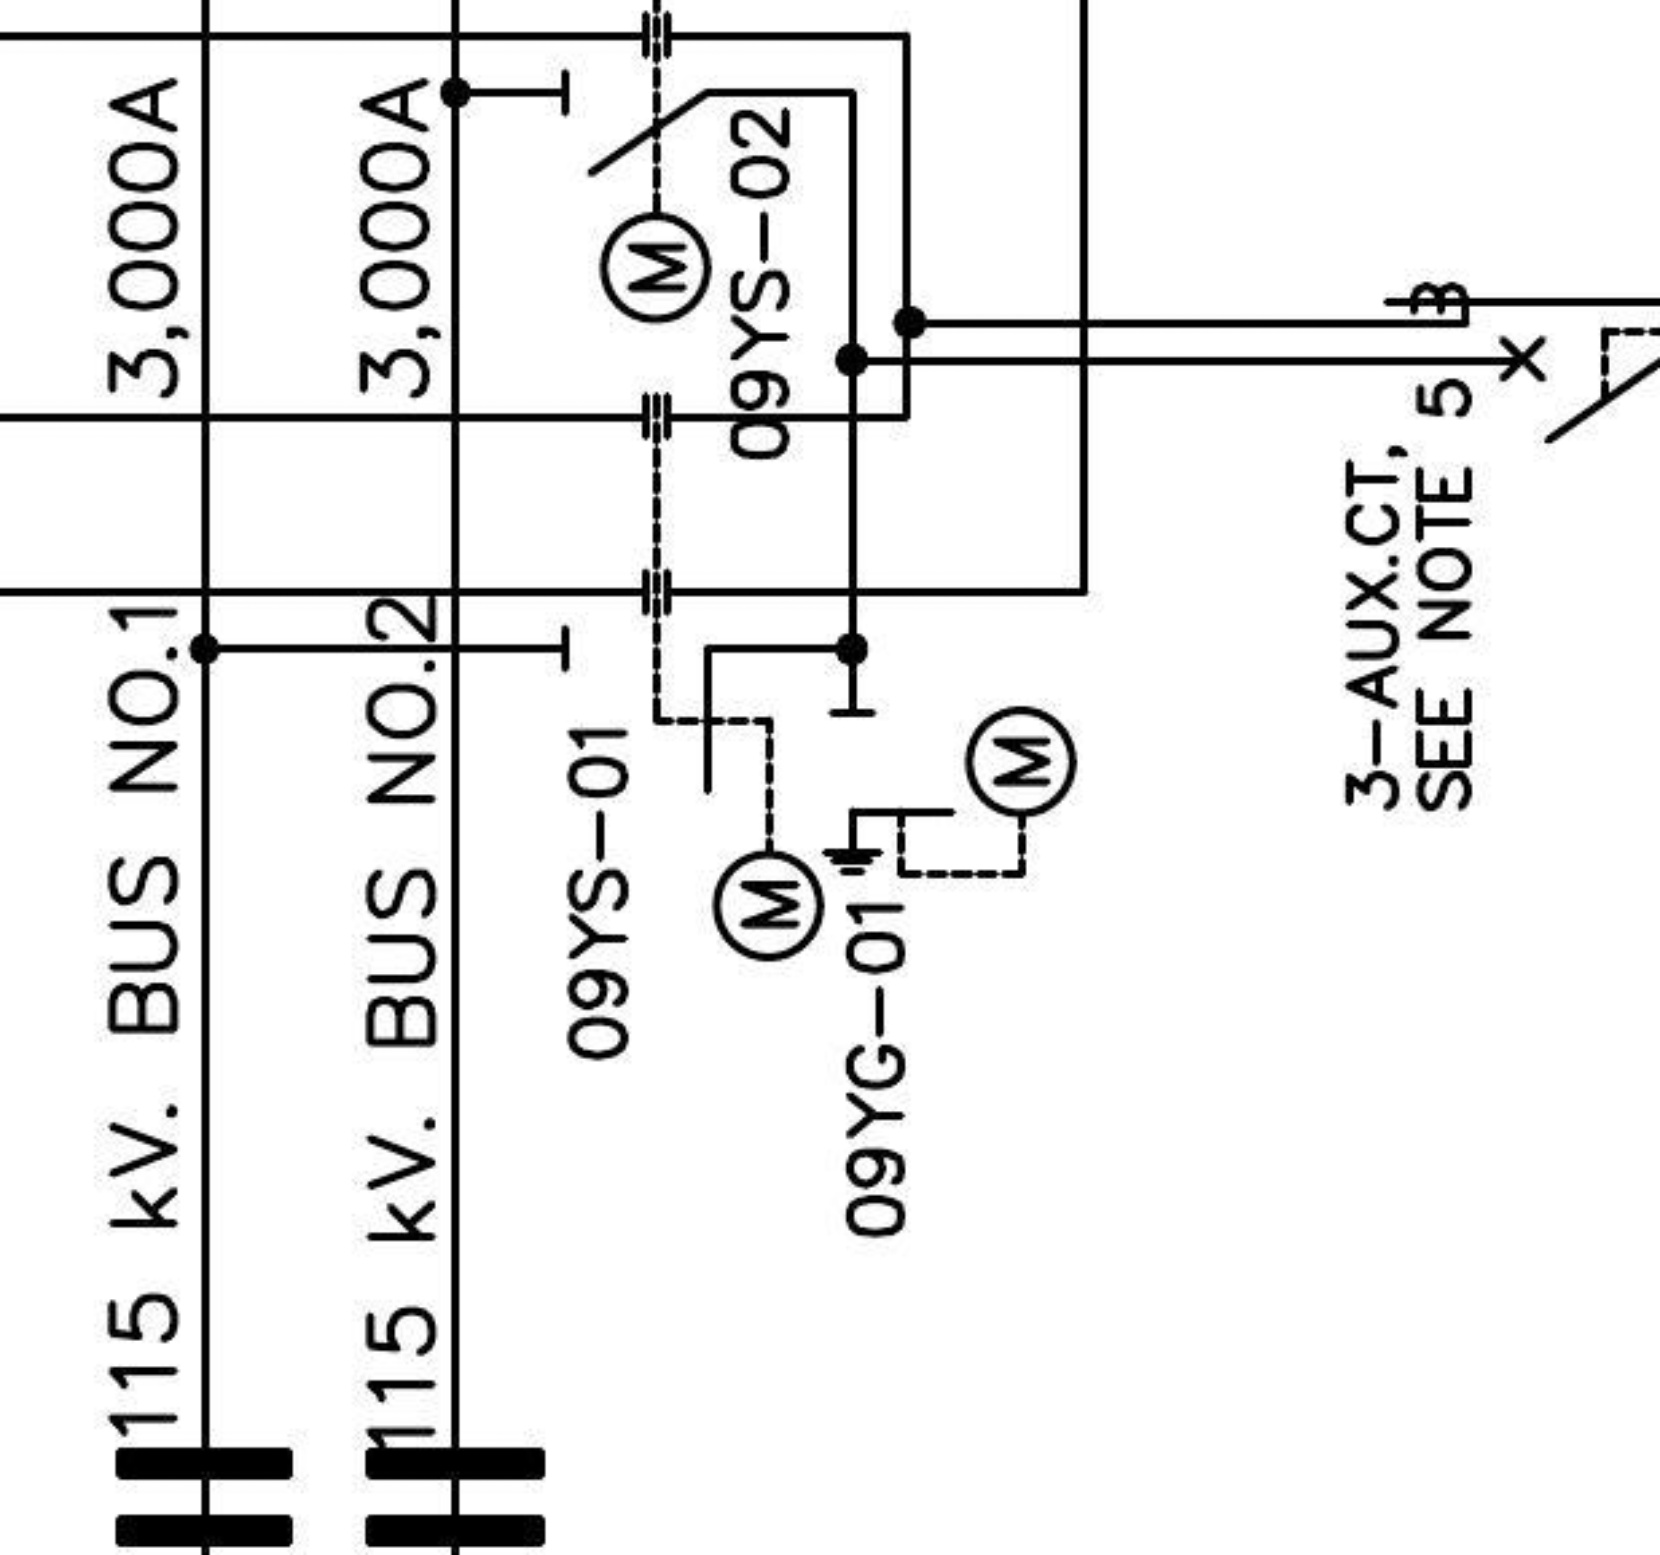 115 kV. BUS NO.1 3,000A
115 kV. BUS NO.2 3,000A
09YS-01
M
09YS-02
M
09YG-01
M
3-AUX.CT,
SEE NOTE 5
3